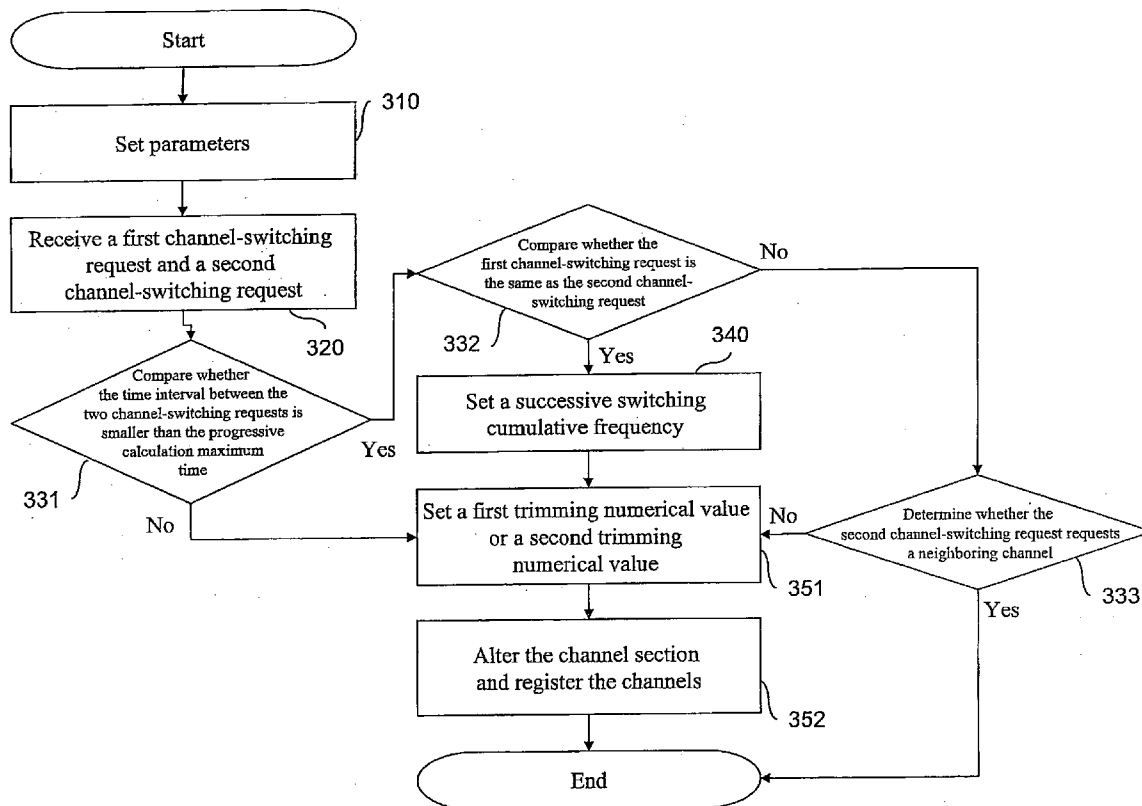 Start
310
Set parameters
Receive a first channel-switching
request and a second
channel-switching request
320
Compare whether
the time interval between the
two channel-switching requests is
smaller than the progressive
calculation maximum
time
331
Yes
No
Compare whether the
first channel-switching request is
the same as the second channel-
switching request
332
No
Yes
340
Set a successive switching
cumulative frequency
Set a first trimming numerical value
or a second trimming
numerical value
351
No
Determine whether the
second channel-switching request requests
a neighboring channel
333
Yes
Alter the channel section
and register the channels
352
End